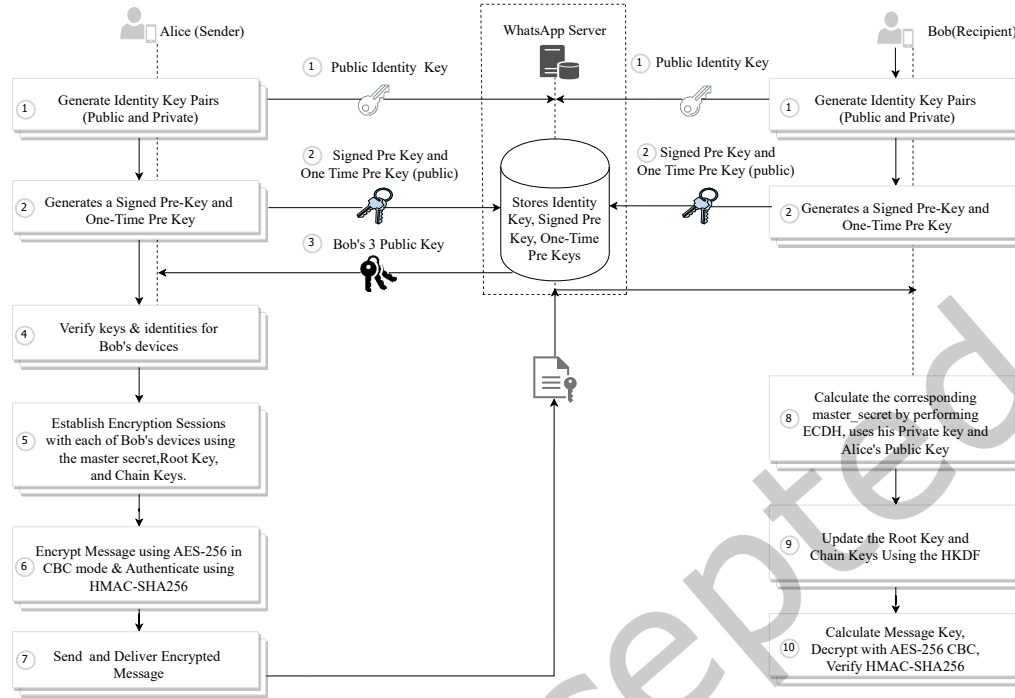 Alice (Sender)
WhatsApp Server
Bob(Recipient)
1 Public Identity Key
1 Public Identity Key
1 Generate Identity Key Pairs
(Public and Private)
1 Generate Identity Key Pairs
(Public and Private)
2 Signed Pre Key and
One Time Pre Key (public)
2 Signed Pre Key and
One Time Pre Key (public)
2 Generates a Signed Pre-Key and
One-Time Pre Key
Stores Identity
Key, Signed Pre
Key, One-Time
Pre Keys
2 Generates a Signed Pre-Key and
One-Time Pre Key
3 Bob's 3 Public Key
4 Verify keys & identities for
Bob's devices
5 Establish Encryption Sessions
with each of Bob's devices using
the master secret,Root Key,
and Chain Keys.
6 Encrypt Message using AES-256 in
CBC mode & Authenticate using
HMAC-SHA256
7 Send and Deliver Encrypted
Message
8 Calculate the corresponding
master_secret by performing
ECDH, uses his Private key and
Alice's Public Key
9 Update the Root Key and
Chain Keys Using the HKDF
10 Calculate Message Key,
Decrypt with AES-256 CBC,
Verify HMAC-SHA256
cepted